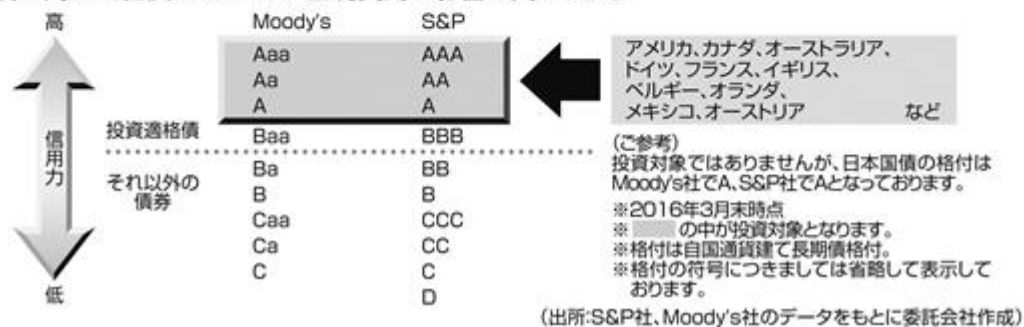 高
Moody's S&P
Aaa AAA
Aa AA
A A
投資適格債 Baa BBB
Ba BB
それ以外の
債券
B B
Caa CCC
Ca CC
C C
D
信用力
低
アメリカ、カナダ、オーストラリア、
ドイツ、フランス、イギリス、
ベルギー、オランダ、
メキシコ、オーストリア など
(ご参考)
投資対象ではありませんが、日本国債の格付は
Moody's社でA、S&P社でAとなっております。
※2016年3月末時点
※ の中が投資対象となります。
※格付は自国通貨建て長期債格付。
※格付の符号につきましては省略して表示して
おります。
(出所:S&P社、Moody's社のデータをもとに委託会社作成)